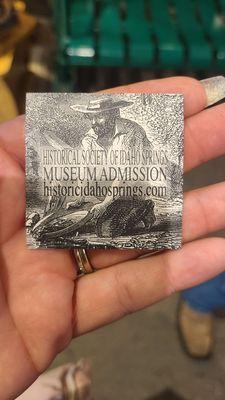 HISTORICAL SOCIETY OF IDAHO SPRINGS
MUSEUM ADMISSION
historicidahosprings.com